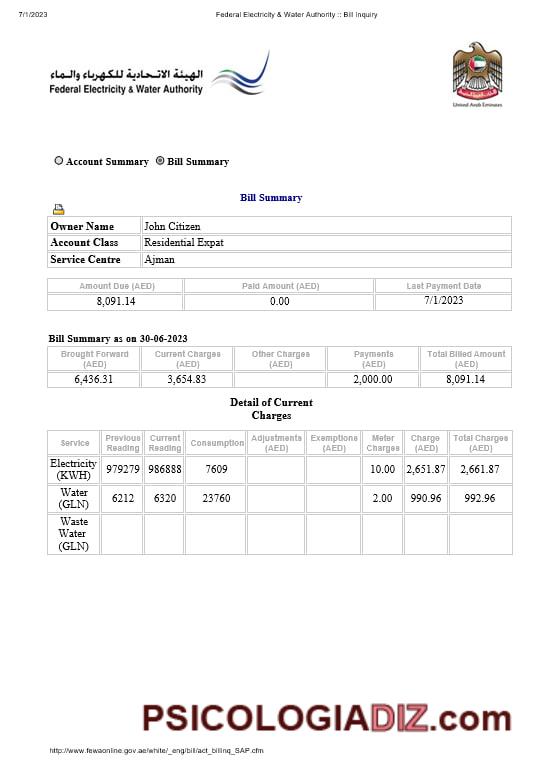 7/1/2023 Federal Electricity & Water Authority :: Bill Inquiry
الهيئة الاتحادية للكهرباء والماء
Federal Electricity & Water Authority
United Arab Emirates
Account Summary Bill Summary
Bill Summary
Owner Name John Citizen
Account Class Residential Expat
Service Centre Ajman
Amount Due (AED) Paid Amount (AED) Last Payment Date
8,091.14 0.00 7/1/2023
Bill Summary as on 30-06-2023
Brought Forward (AED) Current Charges (AED) Other Charges (AED) Payments (AED) Total Billed Amount (AED)
6,436.31 3,654.83 2,000.00 8,091.14
Detail of Current
Charges
Service Previous Reading Current Reading Consumption Adjustments (AED) Exemptions (AED) Meter Charges Charge (AED) Total Charges (AED)
Electricity (KWH) 979279 986888 7609 10.00 2,651.87 2,661.87
Water (GLN) 6212 6320 23760 2.00 990.96 992.96
Waste Water (GLN)
PSICOLOGIADIZ.com
http://www.fewaonline.gov.ae/white/_eng/bill/act_billinq_SAP.cfm